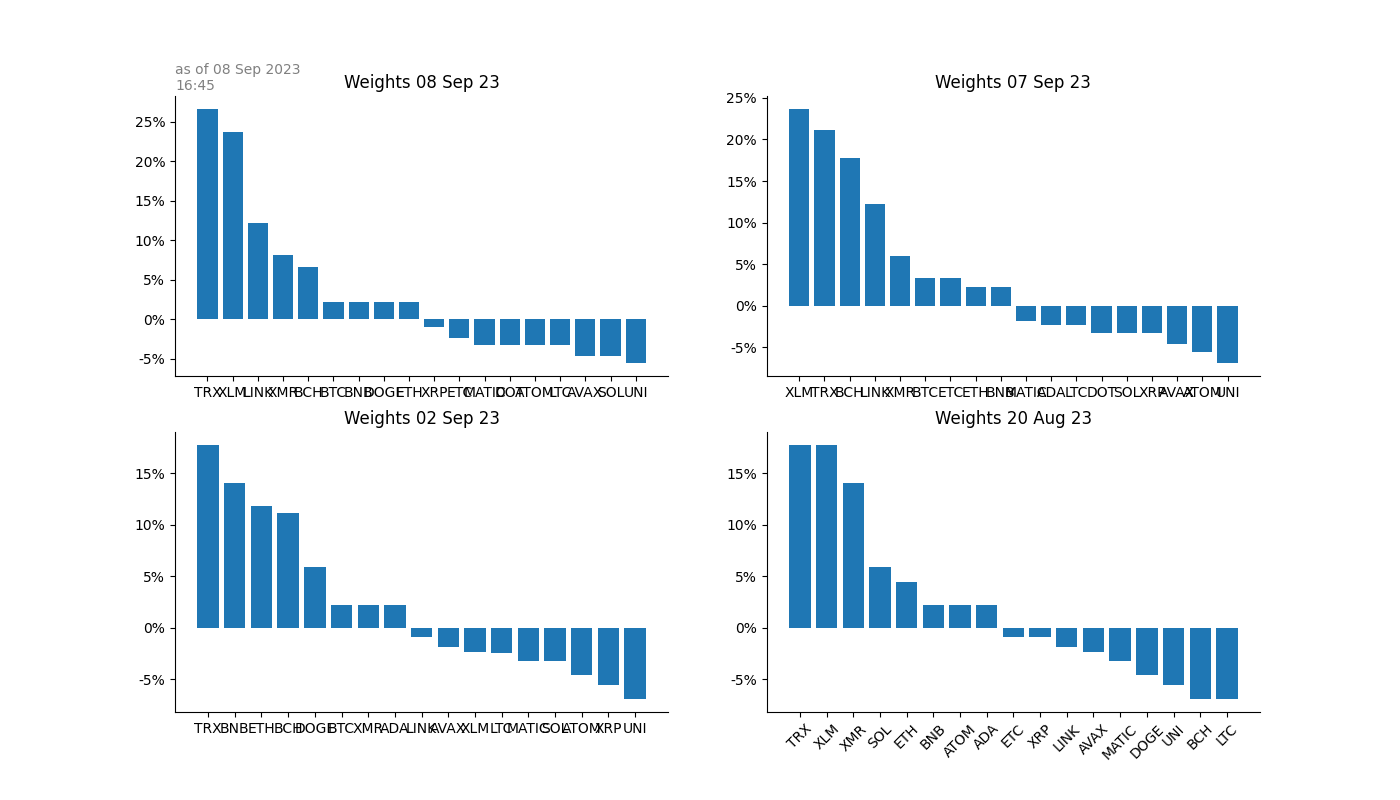 as of 08 Sep 2023
16:45
Weights 08 Sep 23
25%
20%
15%
10%
5%
0%
-5%
TRX XLM LINK XMR BCH BTC BNB DOGE ETH XRP ETC MATIC DOT ATOM LTC AVAX SOL UNI
Weights 07 Sep 23
25%
20%
15%
10%
5%
0%
-5%
XLM TRX BCH LINK XMR BTC ETC ETH BNB MATIC ADA LTC DOT SOL XRP AVAX ATOM UNI
Weights 02 Sep 23
15%
10%
5%
0%
-5%
TRX BNB ETH BCH DOGE BTC XMR ADA LINK AVAX XLM LTC MATIC SOL ATOM XRP UNI
Weights 20 Aug 23
15%
10%
5%
0%
-5%
TRX XLM XMR SOL ETH BNB ATOM ADA ETC XRP LINK AVAX MATIC DOGE UNI BCH LTC